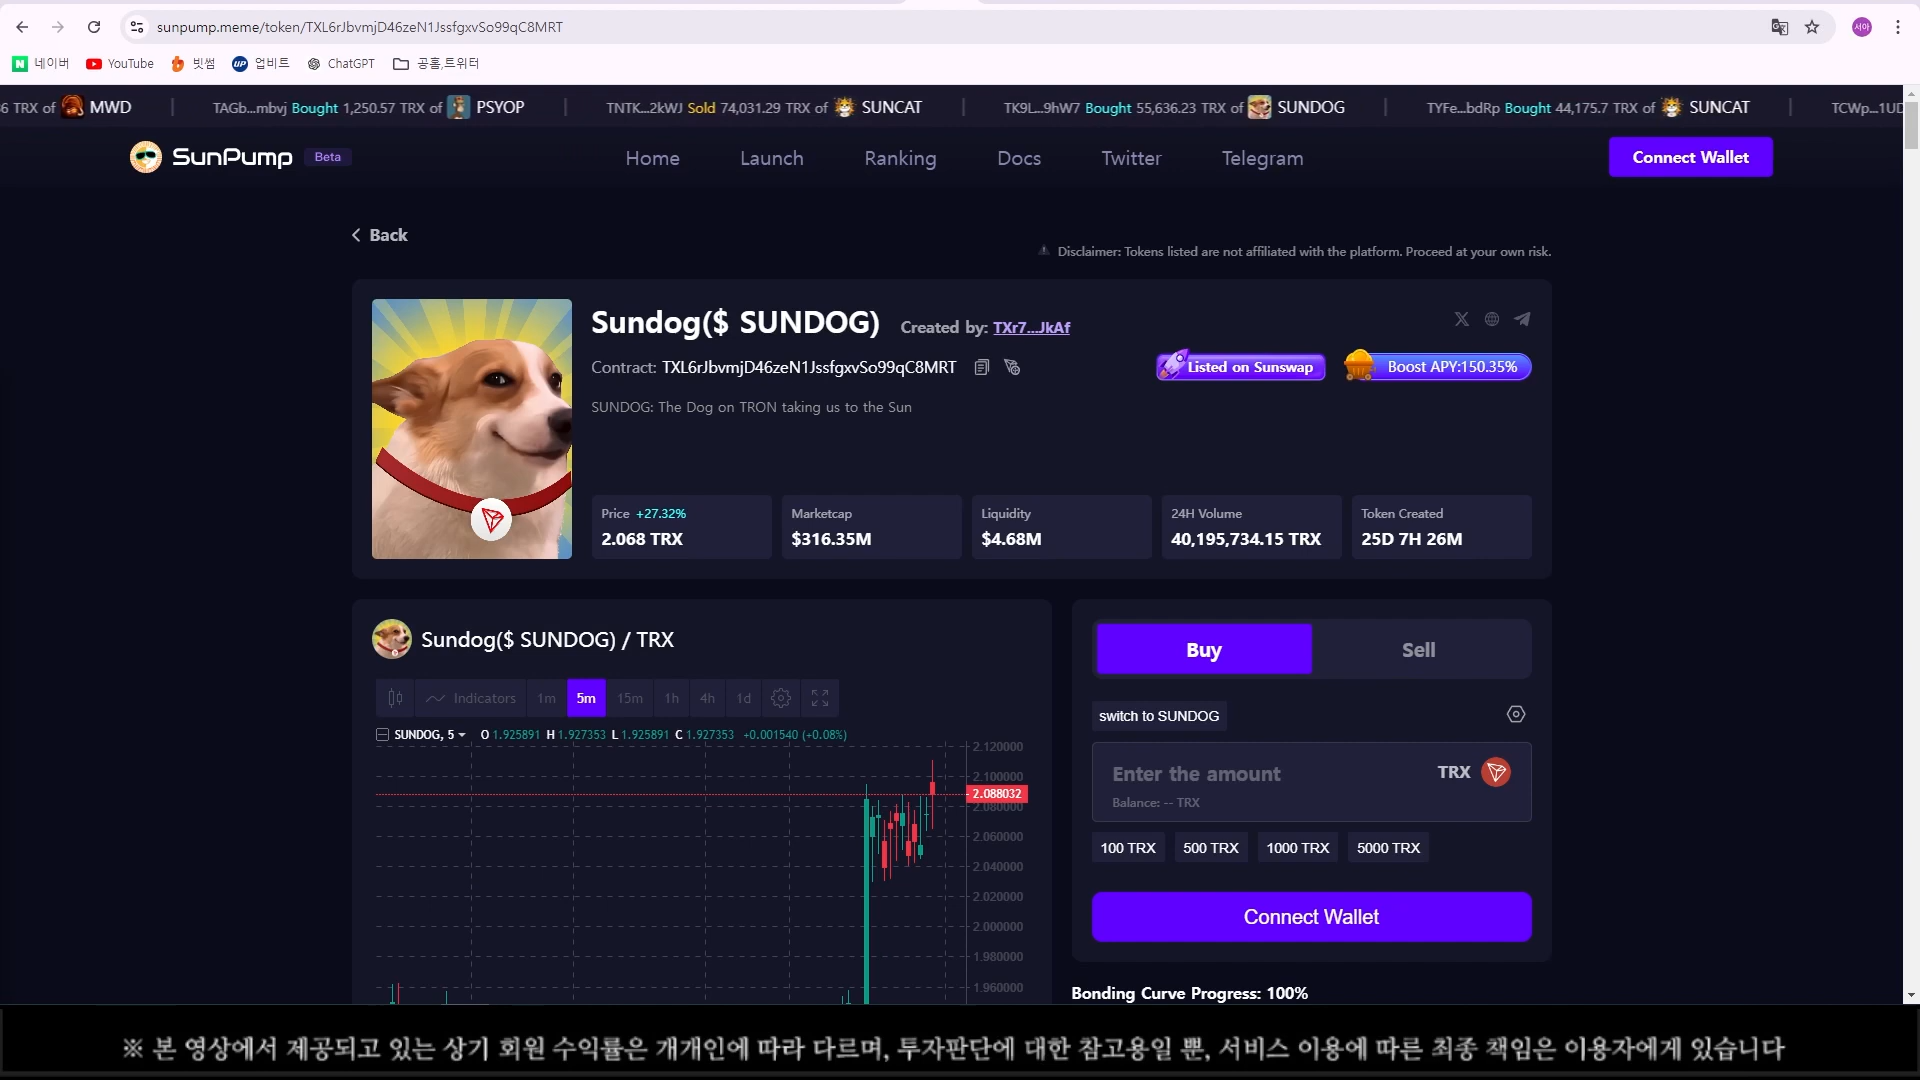 sunpump.meme/token/TXL6rJbvmjD46zeN1JssfgxvSo99qC8MRT
서아
네이버 YouTube 빗썸 업비트 ChatGPT 공홈,트위터
6 TRX of MWD TAGb...mbvj Bought 1,250.57 TRX of PSYOP TNTK...2kWJ Sold 74,031.29 TRX of SUNCAT TK9L...9hW7 Bought 55,636.23 TRX of SUNDOG TYFe...bdRp Bought 44,175.7 TRX of SUNCAT TCWp...1UD
SunPump Beta Home Launch Ranking Docs Twitter Telegram Connect Wallet
Back
Disclaimer: Tokens listed are not affiliated with the platform. Proceed at your own risk.
Sundog($ SUNDOG) Created by: TXr7...JkAf
Contract: TXL6rJbvmjD46zeN1JssfgxvSo99qC8MRT Listed on Sunswap Boost APY:150.35%
SUNDOG: The Dog on TRON taking us to the Sun
Price +27.32% Marketcap Liquidity 24H Volume Token Created
2.068 TRX $316.35M $4.68M 40,195,734.15 TRX 25D 7H 26M
Sundog($ SUNDOG) / TRX
Buy Sell
Indicators 1m 5m 15m 1h 4h 1d
switch to SUNDOG
SUNDOG, 5 O 1.925891 H 1.927353 L 1.925891 C 1.927353 +0.001540 (+0.08%)
2.120000
2.100000
2.088032
2.080000
2.060000
2.040000
2.020000
2.000000
1.980000
1.960000
Enter the amount TRX
Balance: -- TRX
100 TRX 500 TRX 1000 TRX 5000 TRX
Connect Wallet
Bonding Curve Progress: 100%
※ 본 영상에서 제공되고 있는 상기 회원 수익률은 개개인에 따라 다르며, 투자판단에 대한 참고용일 뿐, 서비스 이용에 따른 최종 책임은 이용자에게 있습니다